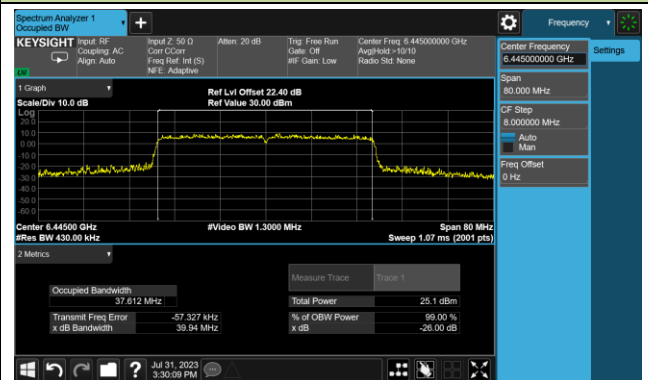 Spectrum Analyzer 1
Occupied BW
Frequency
KEYSIGHT
Input: RF
Coupling: AC
Align: Auto
Input Z: 50 Ω
Corr CCorr
Freq Ref: Int (S)
NFE: Adaptive
Atten: 20 dB
Trig: Free Run
Gate: Off
#IF Gain: Low
Center Freq: 6.445000000 GHz
Avg|Hold:>10/10
Radio Std: None
Center Frequency
6.445000000 GHz
Settings
Span
80.000 MHz
CF Step
8.000000 MHz
Auto
Man
Freq Offset
0 Hz
1 Graph
Scale/Div 10.0 dB
Ref Lvl Offset 22.40 dB
Ref Value 30.00 dBm
Log
20.0
10.0
0.00
-10.0
-20.0
-30.0
-40.0
-50.0
-60.0
Center 6.44500 GHz
#Res BW 430.00 kHz
#Video BW 1.3000 MHz
Span 80 MHz
Sweep 1.07 ms (2001 pts)
2 Metrics
Measure Trace
Trace 1
Occupied Bandwidth
37.612 MHz
Total Power
25.1 dBm
Transmit Freq Error
-57.327 kHz
% of OBW Power
99.00 %
x dB Bandwidth
39.94 MHz
x dB
-26.00 dB
Jul 31, 2023
3:30:09 PM